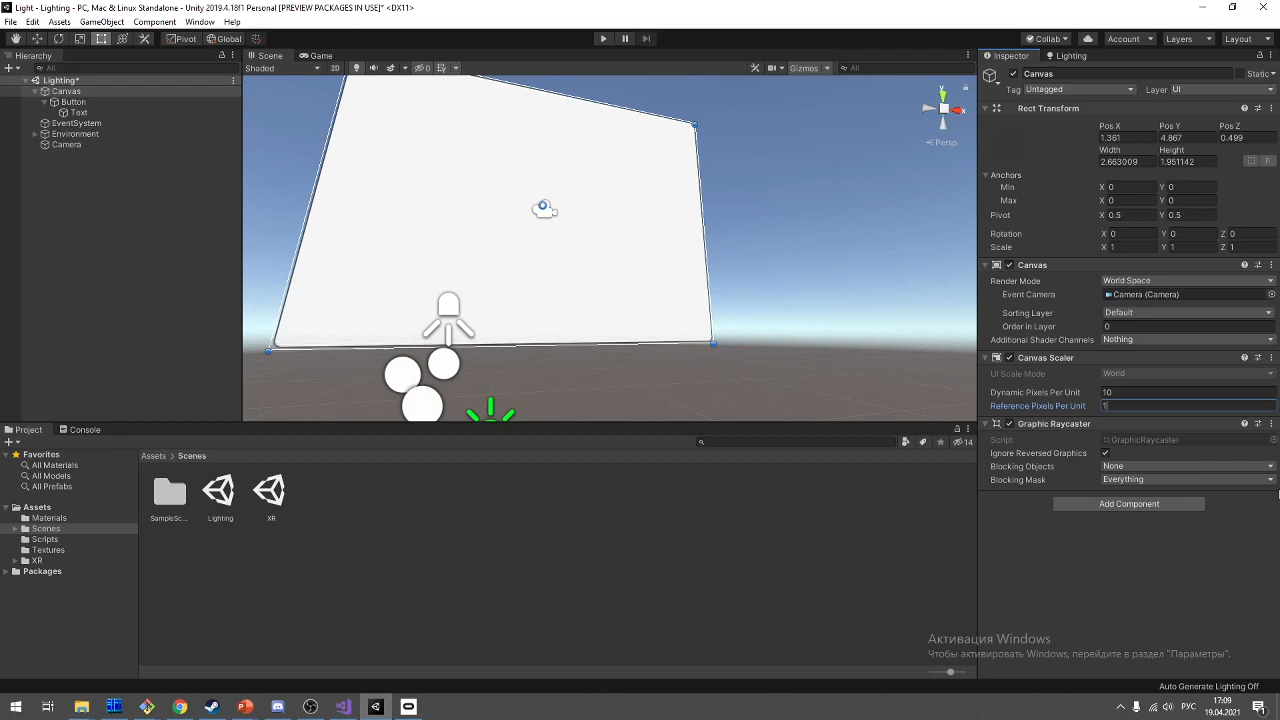 Light - Lighting - PC, Mac & Linux Standalone - Unity 2019.4.18f1 Personal [PREVIEW PACKAGES IN USE]* <DX11>
File Edit Assets GameObject Component Window Help
Pivot Global Collab Account Layers Layout
Hierarchy
All
Lighting*
Canvas
Button
Text
EventSystem
Environment
Camera
Scene Game
Shaded 2D 0 Gizmos All
y
x
Persp
Inspector Lighting
Canvas Static
Tag Untagged Layer UI
Rect Transform
Pos X Pos Y Pos Z
1.361 4.867 0.499
Width Height
2.663009 1.951142 R
Anchors
Min X 0 Y 0
Max X 0 Y 0
Pivot X 0.5 Y 0.5
Rotation X 0 Y 0 Z 0
Scale X 1 Y 1 Z 1
Canvas
Render Mode World Space
Event Camera Camera (Camera)
Sorting Layer Default
Order in Layer 0
Additional Shader Channels Nothing
Canvas Scaler
UI Scale Mode World
Dynamic Pixels Per Unit 10
Reference Pixels Per Unit 1
Graphic Raycaster
Script GraphicRaycaster
Ignore Reversed Graphics
Blocking Objects None
Blocking Mask Everything
Add Component
Project Console
14
Favorites
All Materials
All Models
All Prefabs
Assets
Materials
Scenes
Scripts
Textures
XR
Packages
Assets Scenes
SampleSc... Lighting XR
Активация Windows
Чтобы активировать Windows, перейдите в раздел "Параметры".
Auto Generate Lighting Off
РУС 17:09
19.04.2021